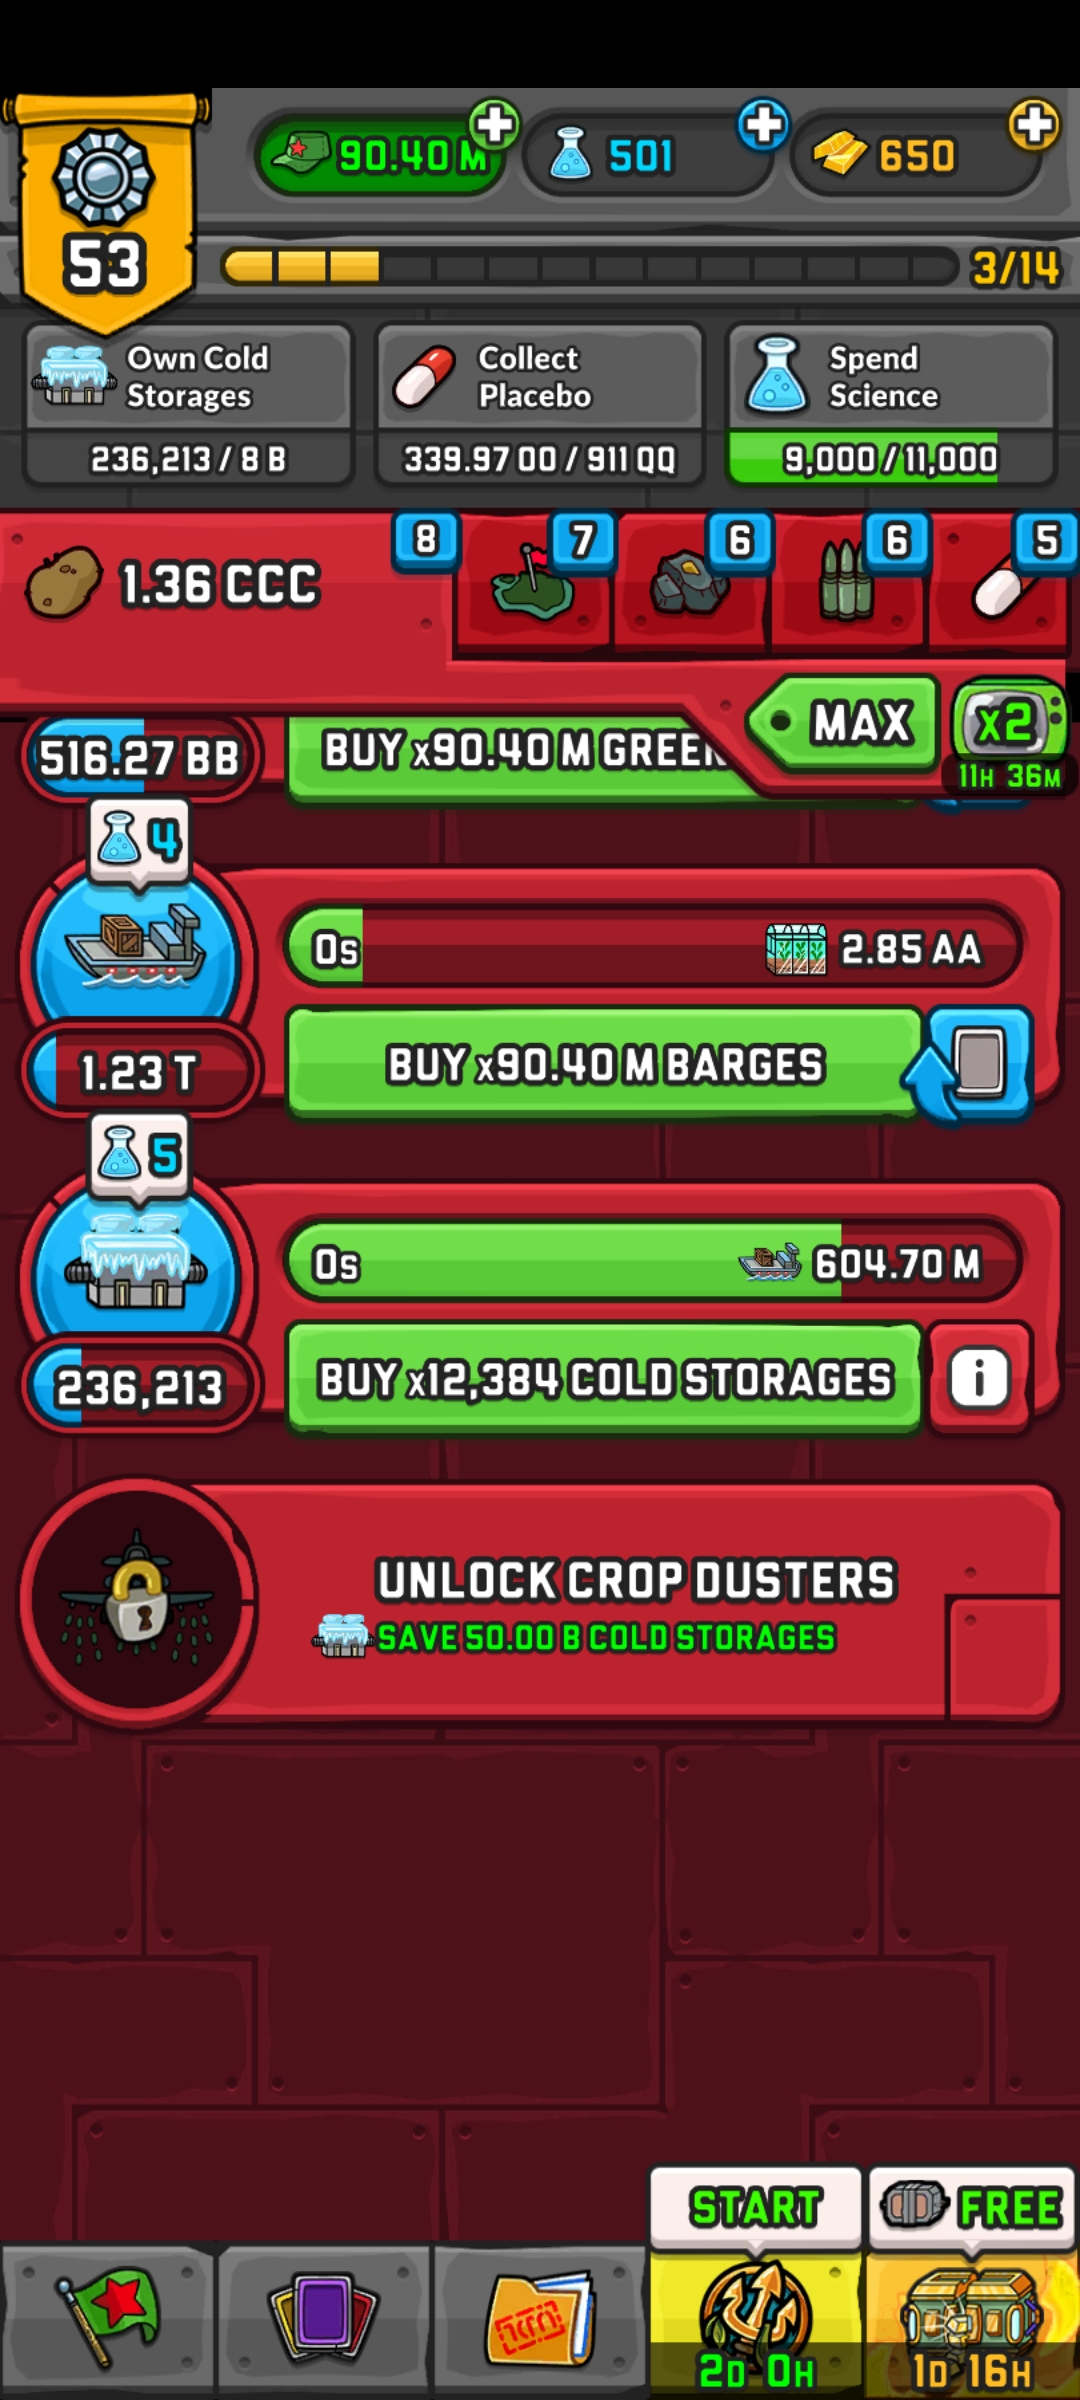 90.40 M
501
650
53
3/14
Own Cold
Storages
236,213 / 8 B
Collect
Placebo
339.97 OO / 911 QQ
Spend
Science
9,000 / 11,000
1.36 CCC
8
7
6
6
5
MAX
x2
11H 36M
516.27 BB
BUY x90.40 M GREEN
4
0s
2.85 AA
1.23 T
BUY x90.40 M BARGES
5
0s
604.70 M
236,213
BUY x12,384 COLD STORAGES
i
UNLOCK CROP DUSTERS
SAVE 50.00 B COLD STORAGES
START
FREE
2D 0H
1D 16H